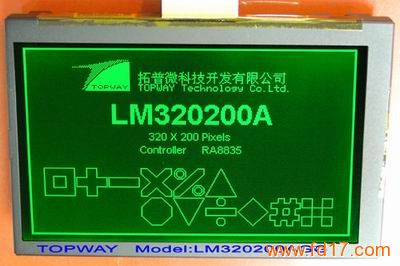 TOPWAY
拓普微科技开发有限公司
TOPWAY Technology Co.Ltd.
LM320200A
320 X 200 Pixels
Controller RA8835
TOPWAY Model:LM320200A
www.1d17.com